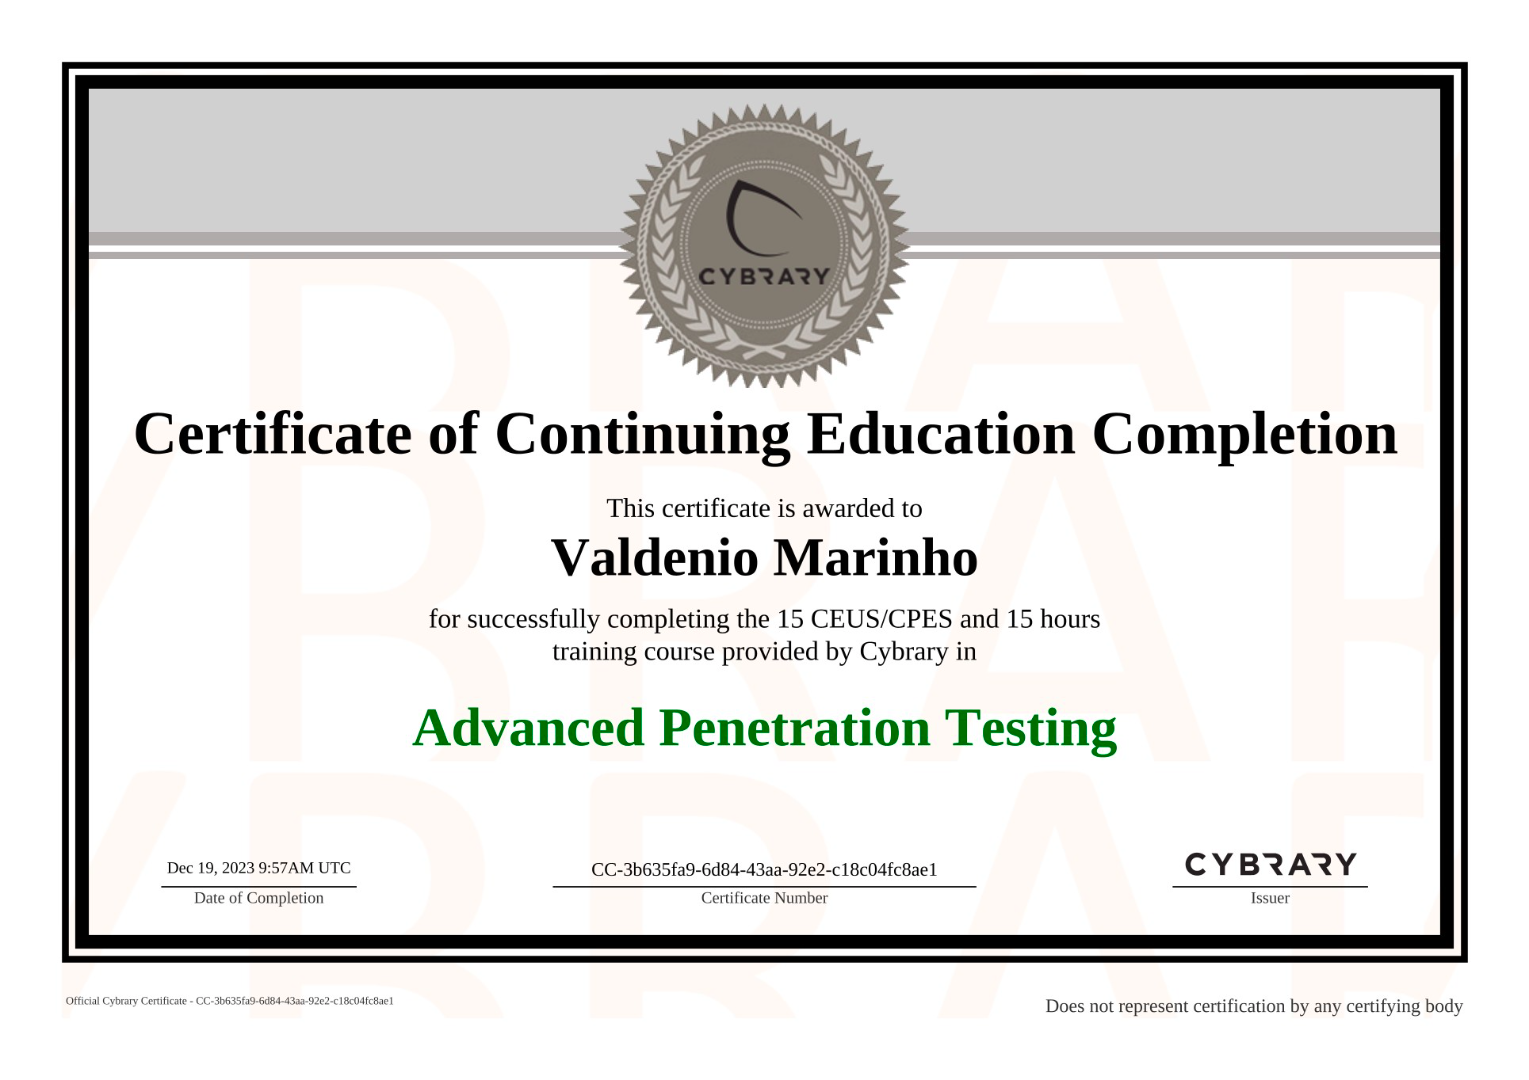 CYBRARY
Certificate of Continuing Education Completion
This certificate is awarded to
Valdenio Marinho
for successfully completing the 15 CEUS/CPES and 15 hours
training course provided by Cybrary in
Advanced Penetration Testing
Dec 19, 2023 9:57AM UTC
Date of Completion
CC-3b635fa9-6d84-43aa-92e2-c18c04fc8ae1
Certificate Number
CYBRARY
Issuer
Official Cybrary Certificate - CC-3b635fa9-6d84-43aa-92e2-c18c04fc8ae1
Does not represent certification by any certifying body